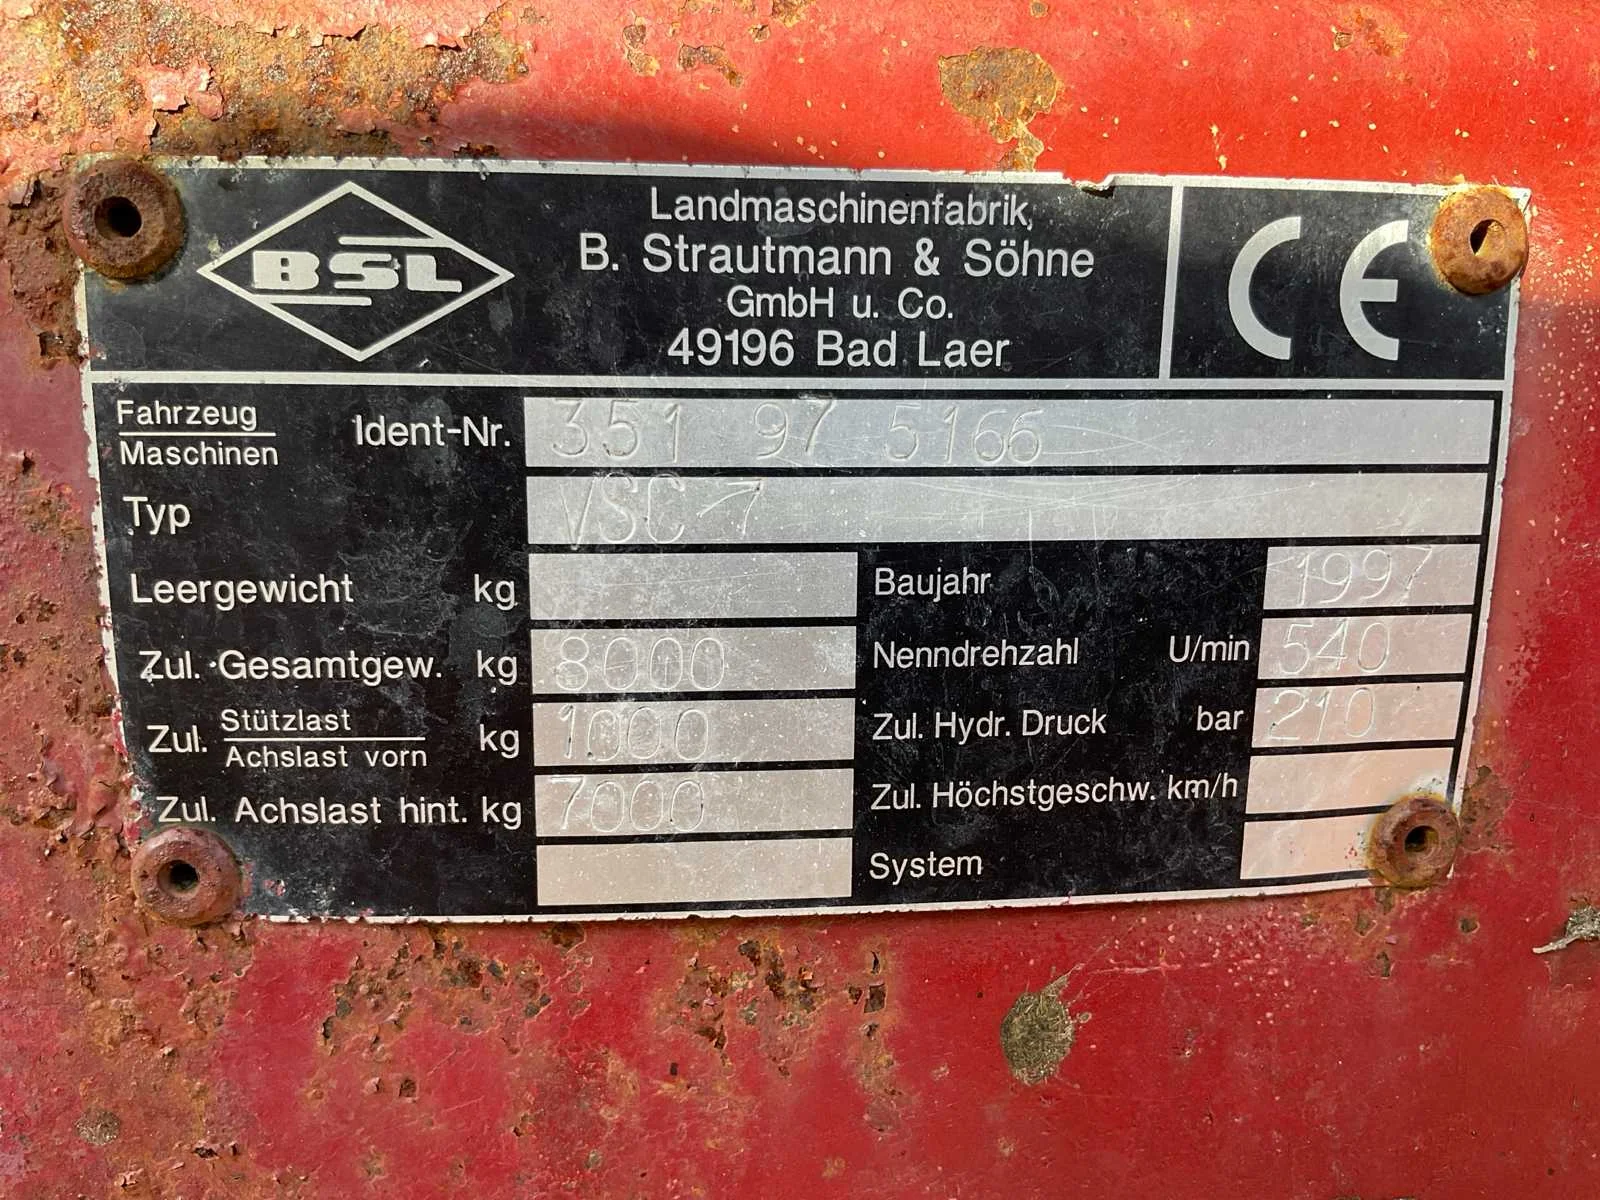 BSL
Landmaschinenfabrik
B. Strautmann & Söhne
GmbH u. Co.
49196 Bad Laer
CE
Fahrzeug
Maschinen
Ident-Nr. 351 97 5166
Typ VSC 7
Leergewicht kg
Zul. Gesamtgew. kg 8000
Zul. Stützlast
Achslast vorn kg 1000
Zul. Achslast hint. kg 7000
Baujahr 1997
Nenndrehzahl U/min 540
Zul. Hydr. Druck bar 210
Zul. Höchstgeschw. km/h
System